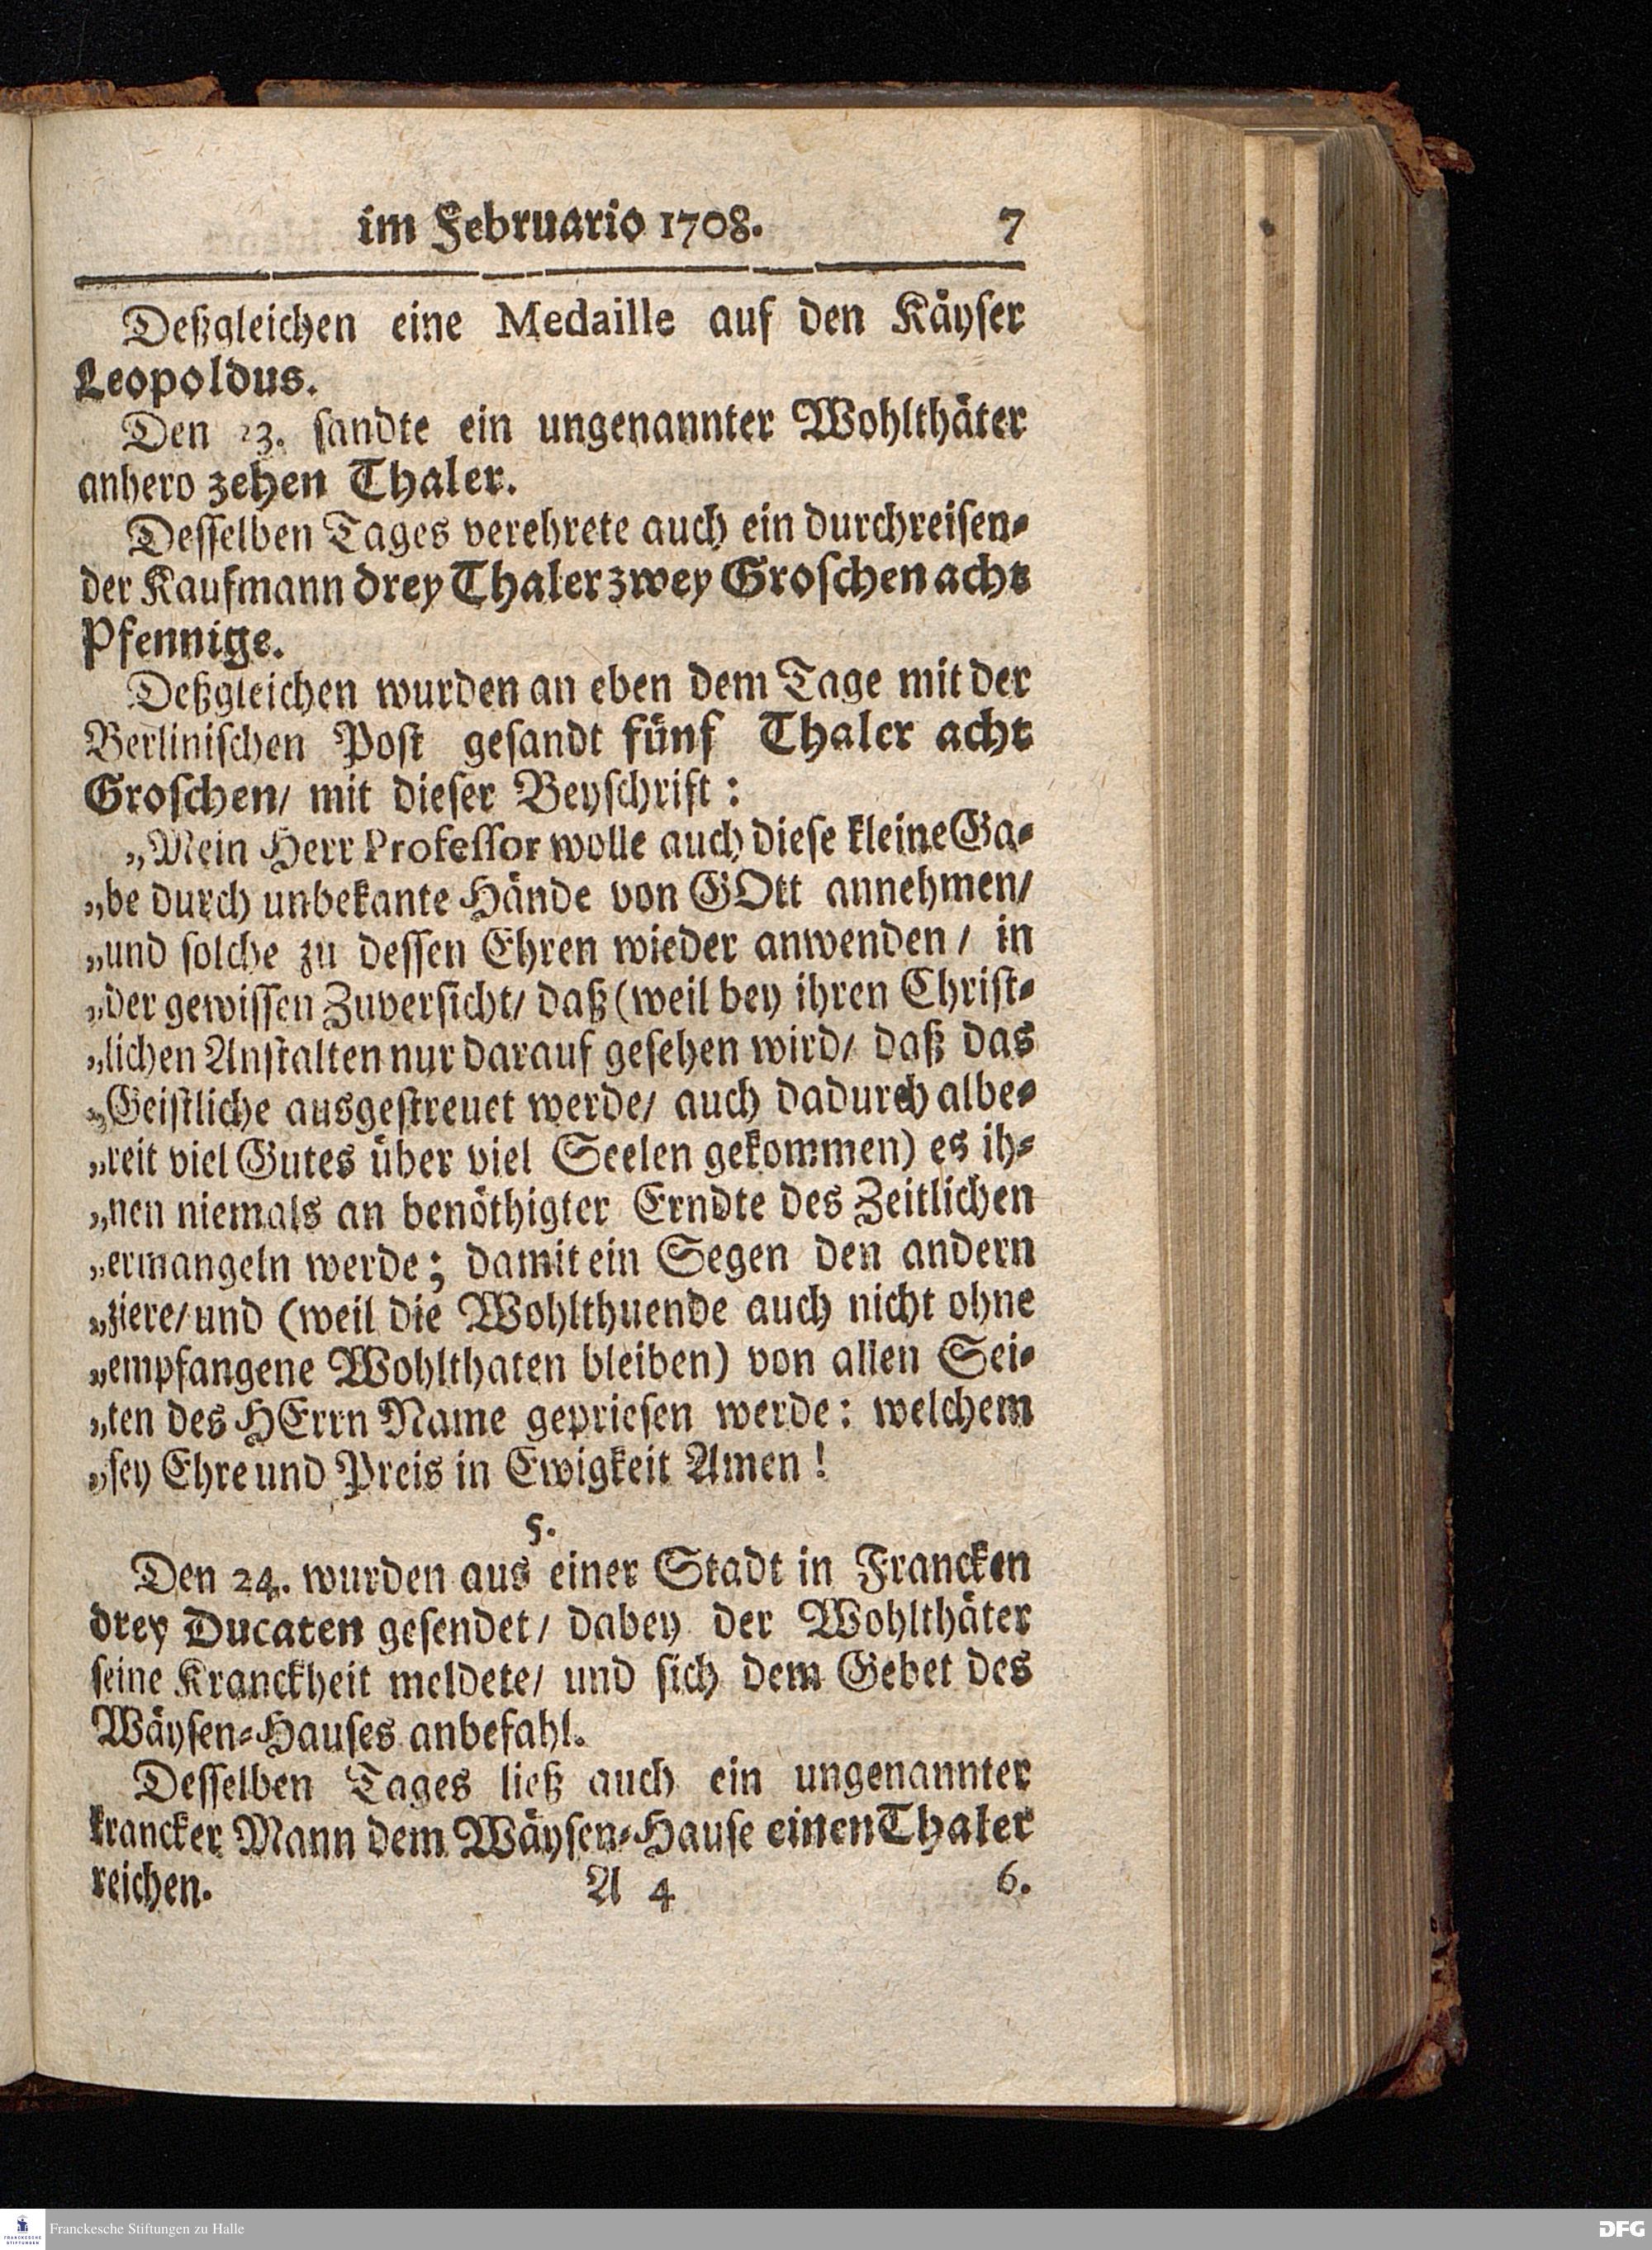 im Februario 1708. 7
Deßgleichen eine Medaille auf den Käyser
Leopoldus.
Den 23. sandte ein ungenannter Wohlthäter
anhero zehen Thaler.
Desselben Tages verehrete auch ein durchreisen-
der Kaufmann drey Thaler zwey Groschen acht
Pfennige.
Deßgleichen wurden an eben dem Tage mit der
Berlinischen Post gesandt fünf Thaler acht
Groschen/ mit dieser Beyschrift:
„Mein Herr Professor wolle auch diese kleine Ga-
„be durch unbekante Hände von GOtt annehmen/
„und solche zu dessen Ehren wieder anwenden/ in
„der gewissen Zuversicht/ daß (weil bey ihren Christ-
„lichen Anstalten nur darauf gesehen wird/ daß das
„Geistliche ausgestreuet werde/ auch dadurch albe-
„reit viel Gutes über viel Seelen gekommen) es ih-
„nen niemals an benöthigter Erndte des Zeitlichen
„ermangeln werde; damit ein Segen den andern
„ziere/ und (weil die Wohlthuende auch nicht ohne
„empfangene Wohlthaten bleiben) von allen Sei-
„ten des HErrn Name gepriesen werde: welchem
„sey Ehre und Preis in Ewigkeit Amen!
5.
Den 24. wurden aus einer Stadt in Francken
drey Ducaten gesendet/ dabey der Wohlthäter
seine Kranckheit meldete/ und sich dem Gebet des
Wäysen-Hauses anbefahl.
Desselben Tages ließ auch ein ungenannter
krancker Mann dem Wäysen-Hause einen Thaler
reichen. A 4 6.
FRANCKESCHE
STIFTUNGEN
Franckesche Stiftungen zu Halle
DFG